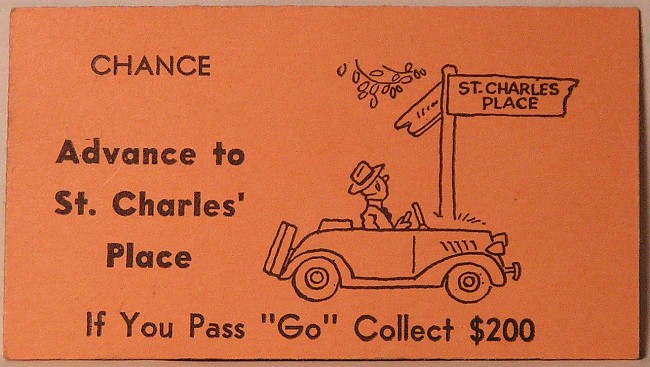 CHANCE
ST. CHARLES
PLACE
Advance to
St. Charles'
Place
If You Pass "Go" Collect $200